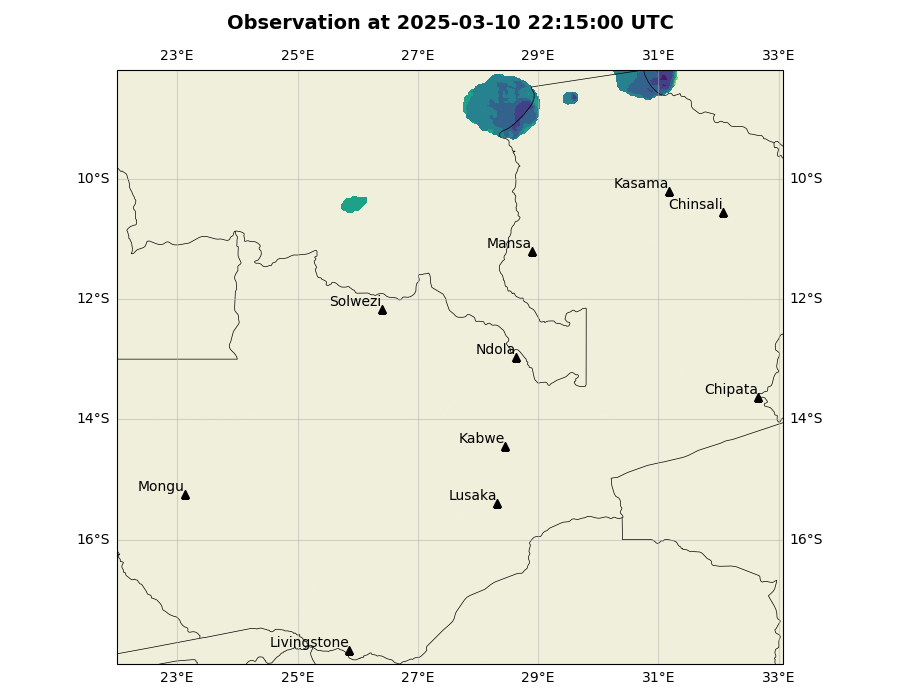 Observation at 2025-03-10 22:15:00 UTC
23°E 25°E 27°E 29°E 31°E 33°E
10°S 10°S
Kasama
Chinsali
Mansa
12°S 12°S
Solwezi
Ndola
Chipata
14°S 14°S
Kabwe
Mongu
Lusaka
16°S 16°S
Livingstone
23°E 25°E 27°E 29°E 31°E 33°E